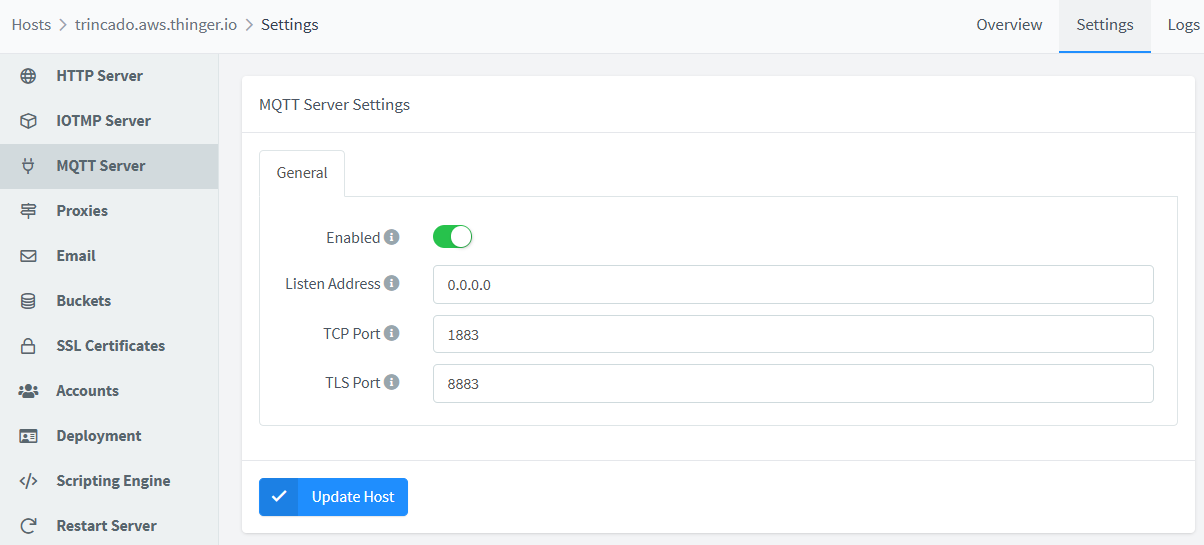 Hosts > trincado.aws.thinger.io > Settings
Overview
Settings
Logs
HTTP Server
IOTMP Server
MQTT Server
Proxies
Email
Buckets
SSL Certificates
Accounts
Deployment
Scripting Engine
Restart Server
MQTT Server Settings
General
Enabled
Listen Address
0.0.0.0
TCP Port
1883
TLS Port
8883
Update Host